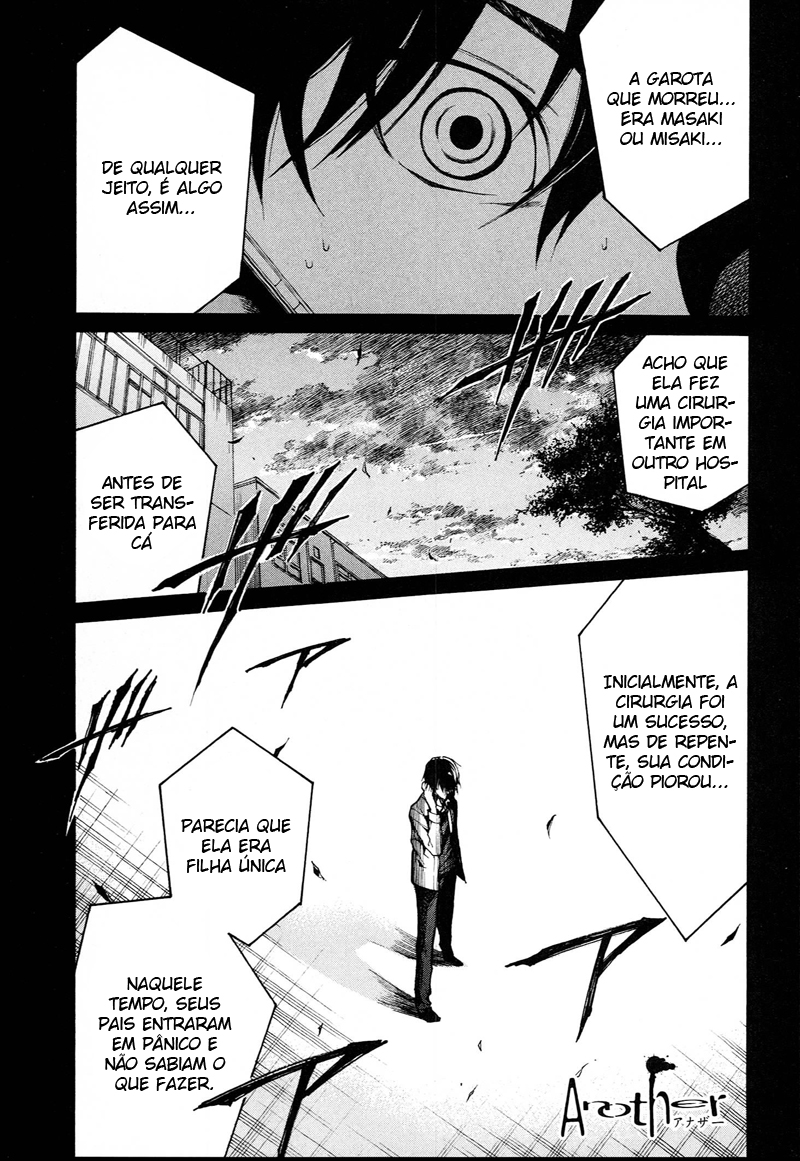 A GAROTA
QUE MORREU...
ERA MASAKI
OU MISAKI...
DE QUALQUER
JEITO, É ALGO
ASSIM...
ACHO QUE
ELA FEZ
UMA CIRUR-
GIA IMPOR-
TANTE EM
OUTRO HOS-
PITAL
ANTES DE
SER TRANS-
FERIDA PARA
CÁ
INICIALMENTE, A
CIRURGIA FOI
UM SUCESSO,
MAS DE REPEN-
TE, SUA CONDI-
ÇÃO PIOROU...
PARECIA QUE
ELA ERA
FILHA ÚNICA
NAQUELE
TEMPO, SEUS
PAIS ENTRARAM
EM PÂNICO E
NÃO SABIAM O
QUE FAZER.
Another
アナザー